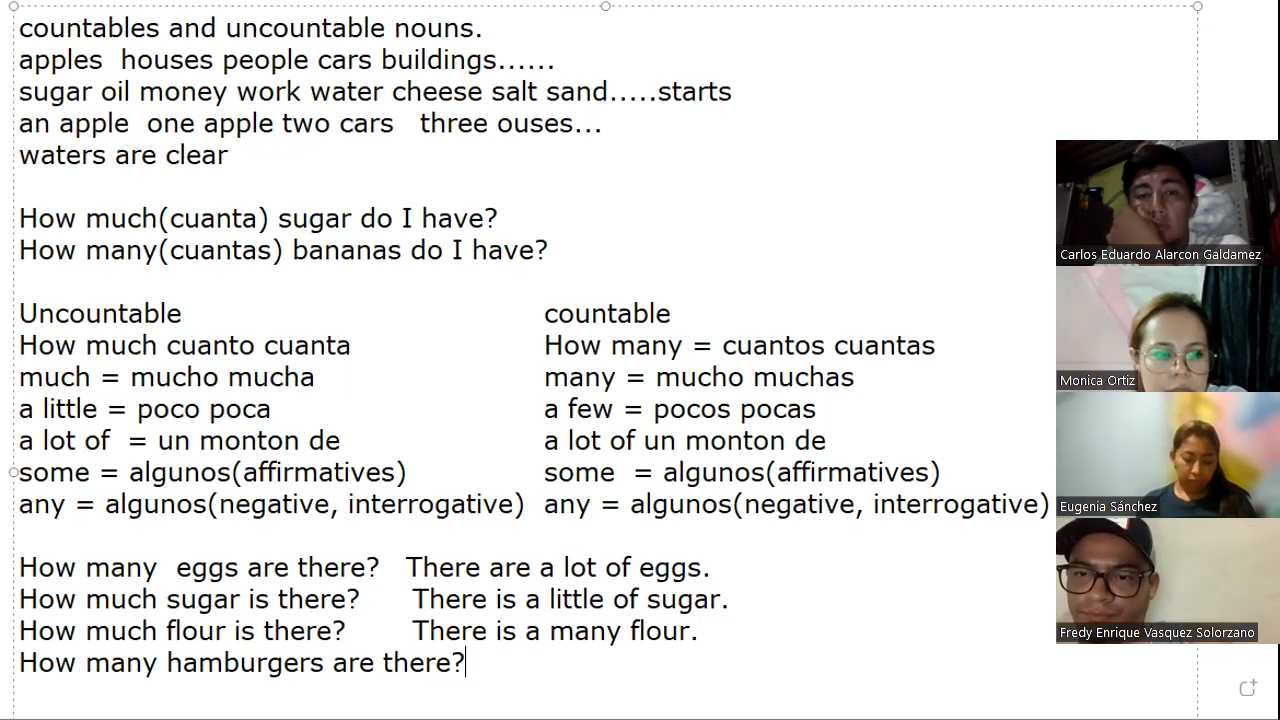 countables and uncountable nouns.
apples  houses people cars buildings......
sugar oil money work water cheese salt sand.....starts
an apple  one apple two cars   three ouses...
waters are clear
How much(cuanta) sugar do I have?
How many(cuantas) bananas do I have?
Uncountable    countable
How much cuanto cuanta    How many = cuantos cuantas
much = mucho mucha    many = mucho muchas
a little = poco poca    a few = pocos pocas
a lot of  = un monton de    a lot of un monton de
some = algunos(affirmatives)    some  = algunos(affirmatives)
any = algunos(negative, interrogative)    any = algunos(negative, interrogative)
How many  eggs are there?   There are a lot of eggs.
How much sugar is there?    There is a little of sugar.
How much flour is there?    There is a many flour.
How many hamburgers are there?
Carlos Eduardo Alarcon Galdamez
Monica Ortiz
Eugenia Sánchez
Fredy Enrique Vasquez Solorzano